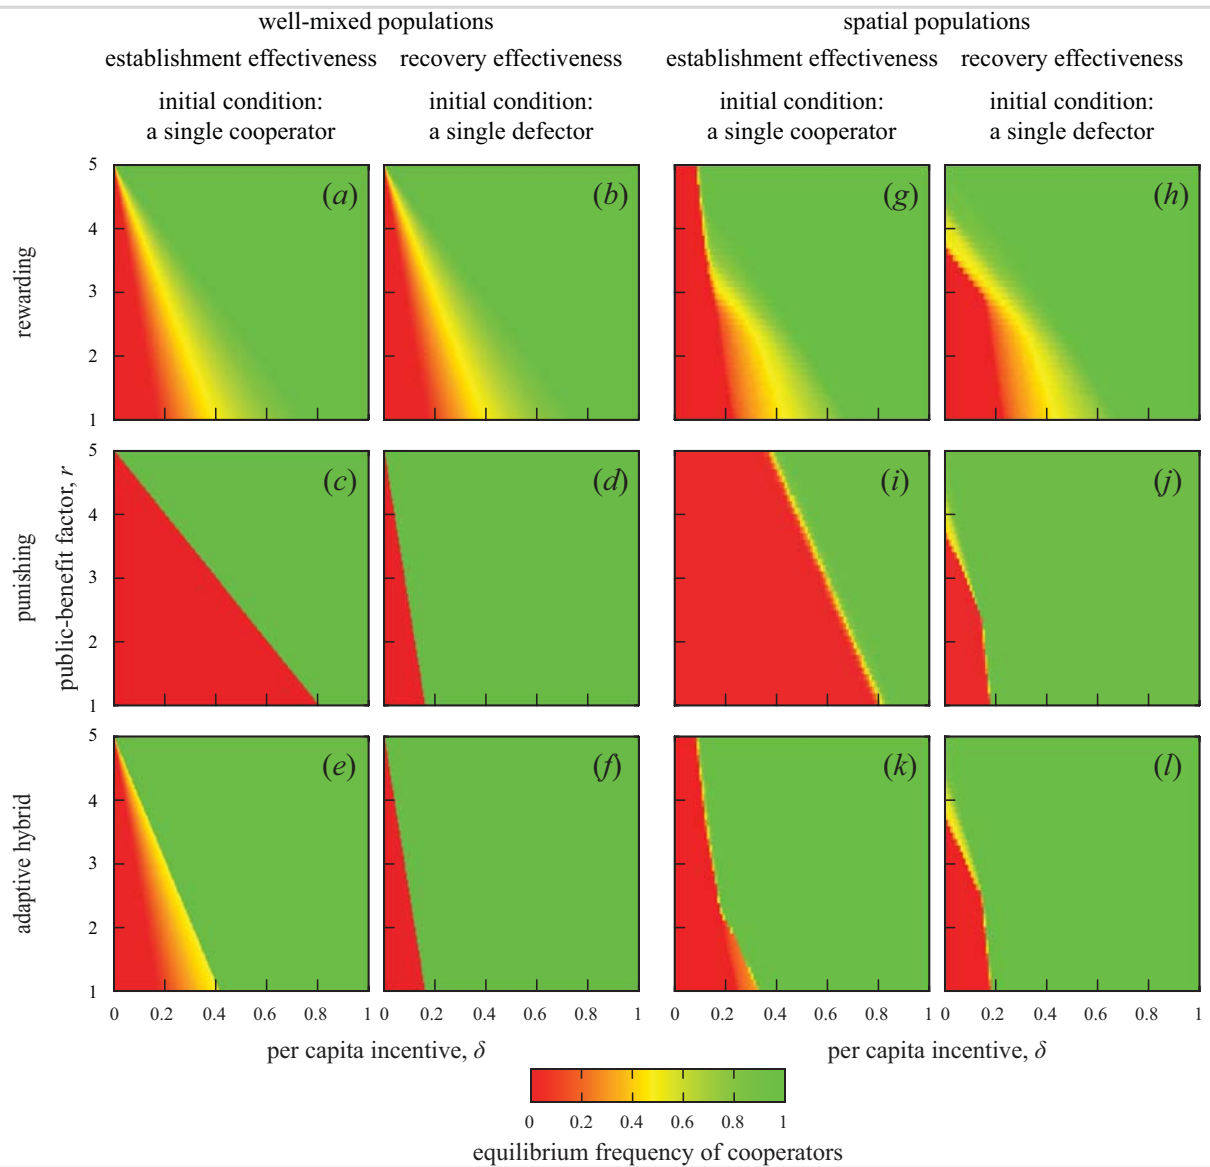 well-mixed populations
spatial populations
establishment effectiveness
recovery effectiveness
establishment effectiveness
recovery effectiveness
initial condition:
a single cooperator
initial condition:
a single defector
initial condition:
a single cooperator
initial condition:
a single defector
rewarding
5
4
3
2
1
(a)
(b)
(g)
(h)
punishing
public-benefit factor, r
5
4
3
2
1
(c)
(d)
(i)
(j)
adaptive hybrid
5
4
3
2
1
(e)
(f)
(k)
(l)
0 0.2 0.4 0.6 0.8 1 0 0.2 0.4 0.6 0.8 1
0 0.2 0.4 0.6 0.8 1 0 0.2 0.4 0.6 0.8 1
per capita incentive, δ
per capita incentive, δ
0 0.2 0.4 0.6 0.8 1
equilibrium frequency of cooperators